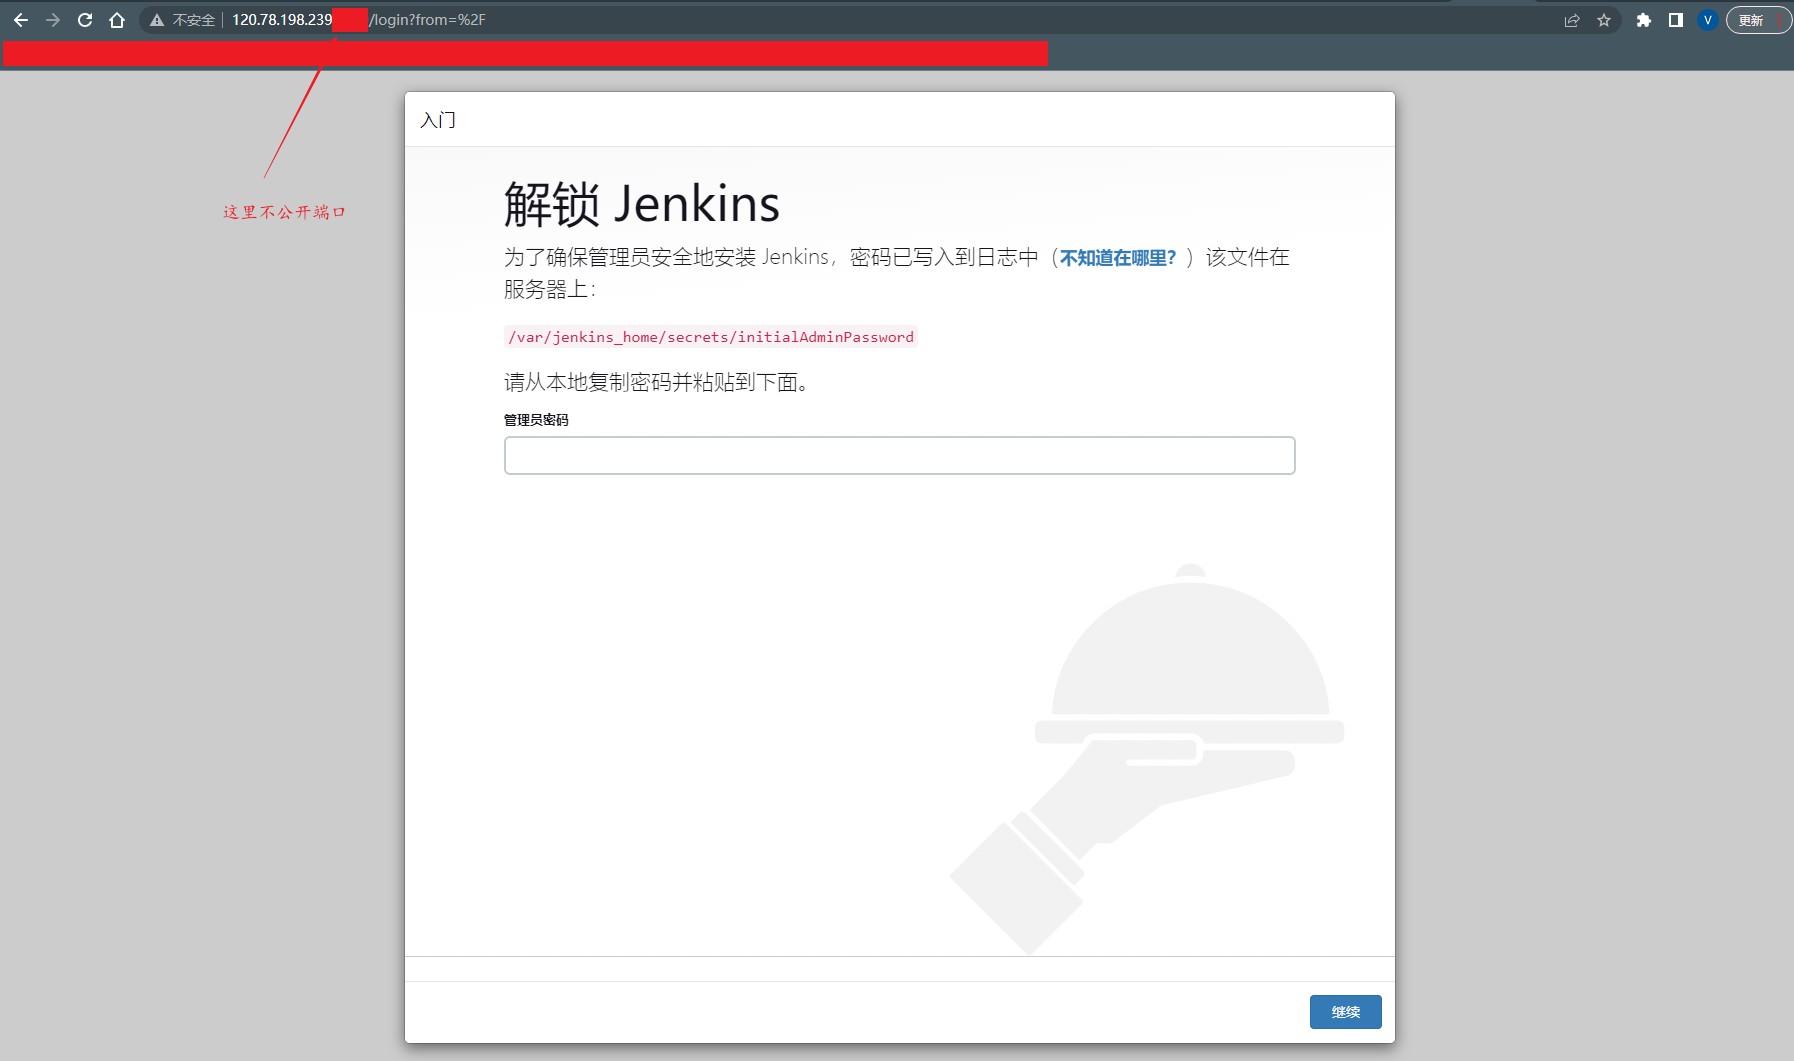 不安全 120.78.198.239 /login?from=%2F
V
更新
这里不公开端口
入门
解锁 Jenkins
为了确保管理员安全地安装 Jenkins，密码已写入到日志中（不知道在哪里？）该文件在
服务器上：
/var/jenkins_home/secrets/initialAdminPassword
请从本地复制密码并粘贴到下面。
管理员密码
继续